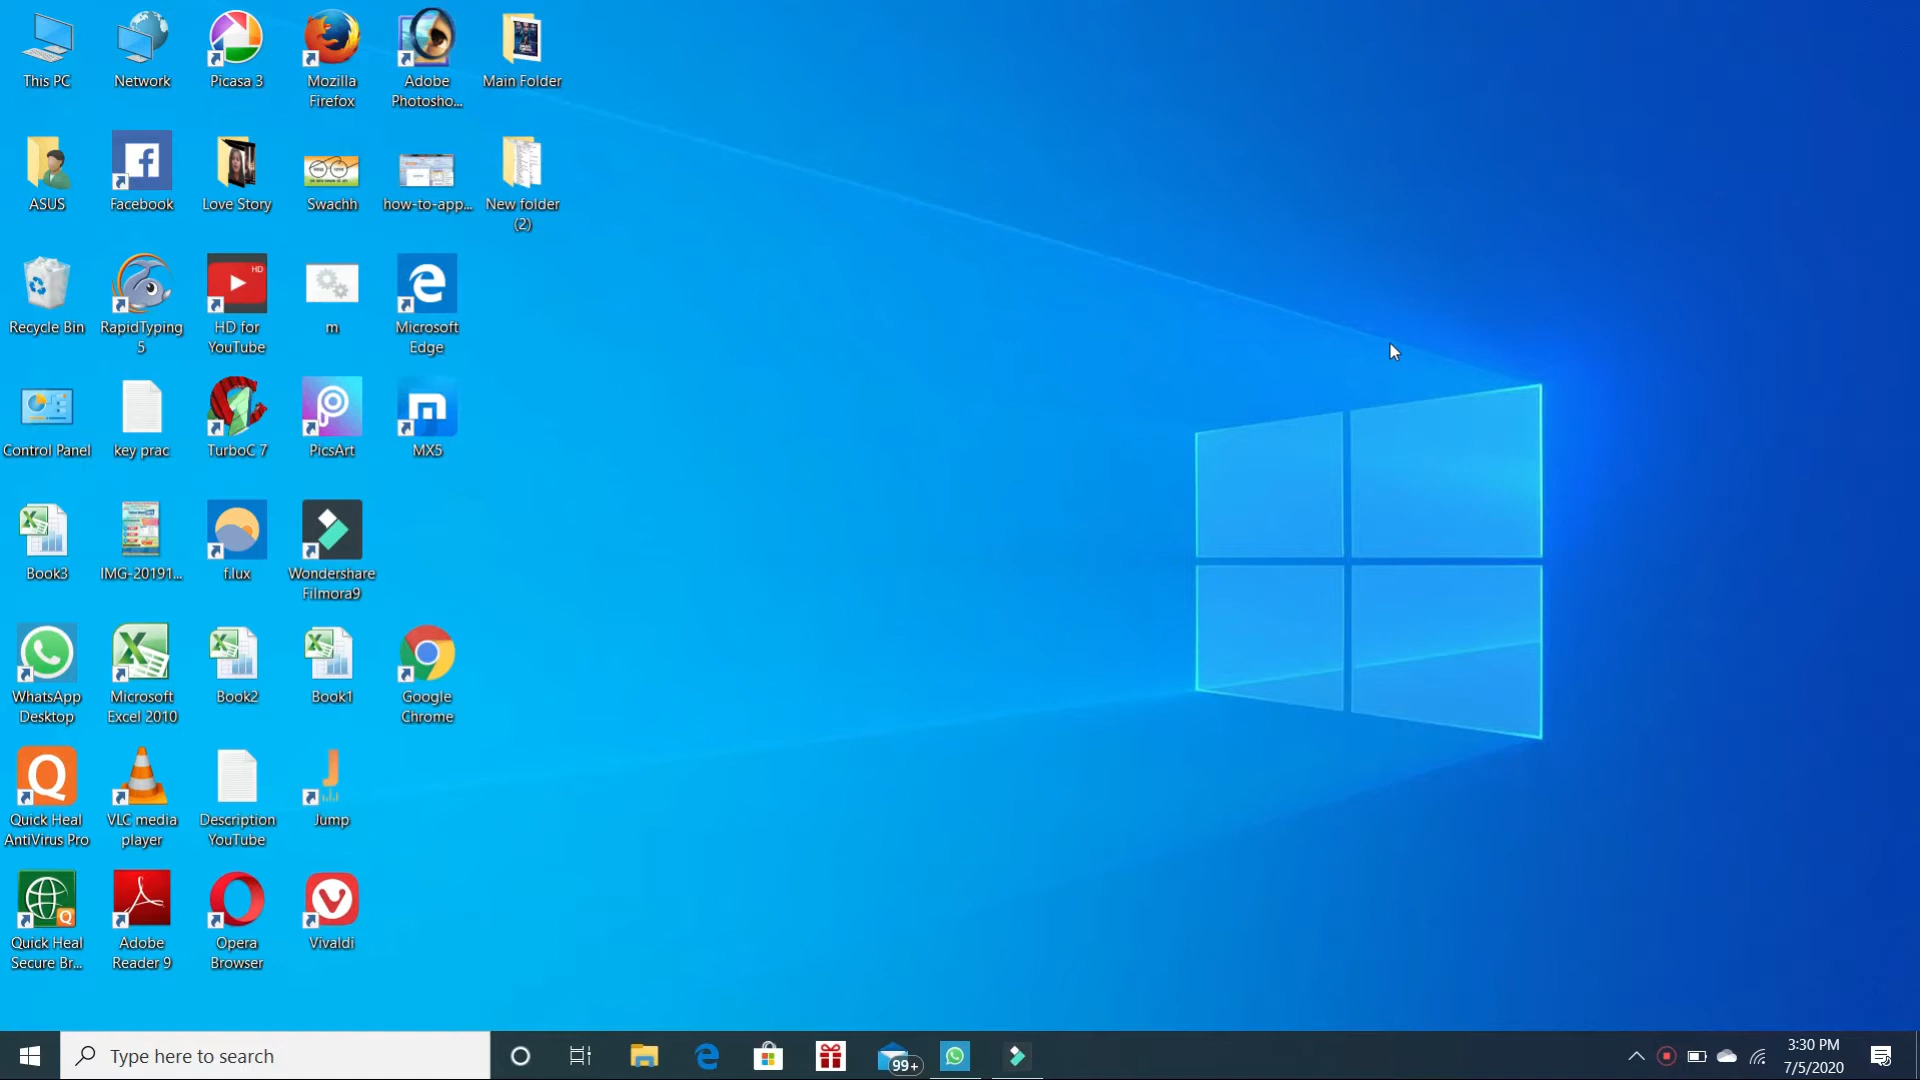 This PC
Network
Picasa 3
Mozilla
Firefox
Adobe
Photosho...
Main Folder
ASUS
Facebook
Love Story
Swachh
how-to-app...
New folder
(2)
Recycle Bin
RapidTyping
5
HD
HD for
YouTube
m
Microsoft
Edge
Control Panel
key prac
TurboC 7
PicsArt
MX5
Book3
IMG-20191...
f.lux
Wondershare
Filmora9
WhatsApp
Desktop
Microsoft
Excel 2010
Book2
Book1
Google
Chrome
Quick Heal
AntiVirus Pro
VLC media
player
Description
YouTube
Jump
Quick Heal
Secure Br...
Adobe
Reader 9
Opera
Browser
Vivaldi
Type here to search
99+
3:30 PM
7/5/2020